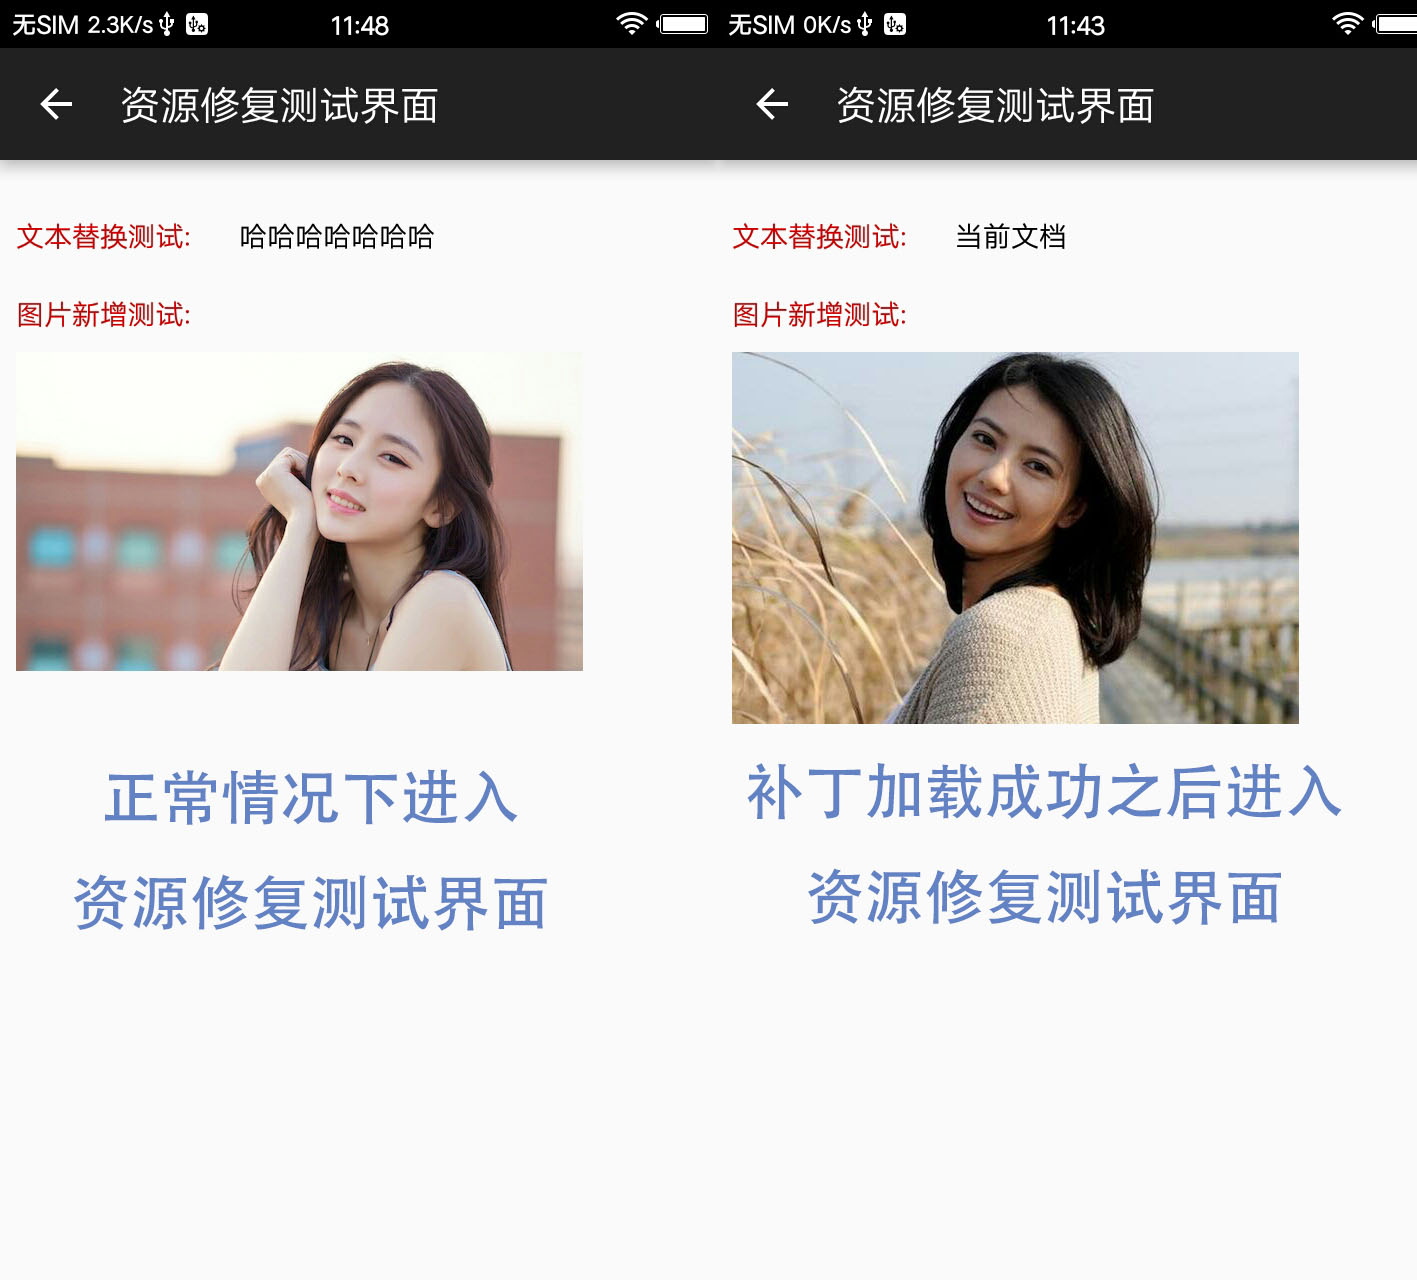 无SIM 2.3K/s 11:48
资源修复测试界面
文本替换测试: 哈哈哈哈哈哈哈
图片新增测试:
正常情况下进入
资源修复测试界面
无SIM 0K/s 11:43
资源修复测试界面
文本替换测试: 当前文档
图片新增测试:
补丁加载成功之后进入
资源修复测试界面